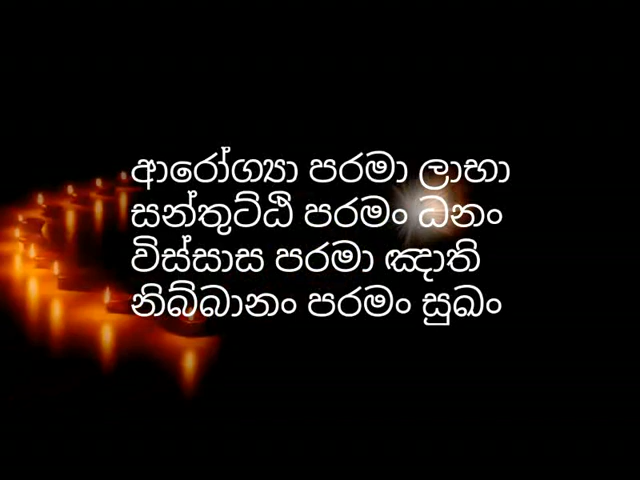 ආරෝග්‍යා පරමා ලාභා
සන්තුට්ඨි පරමං ධනං
විස්සාස පරමා ඤාති
නිබ්බානං පරමං සුඛං